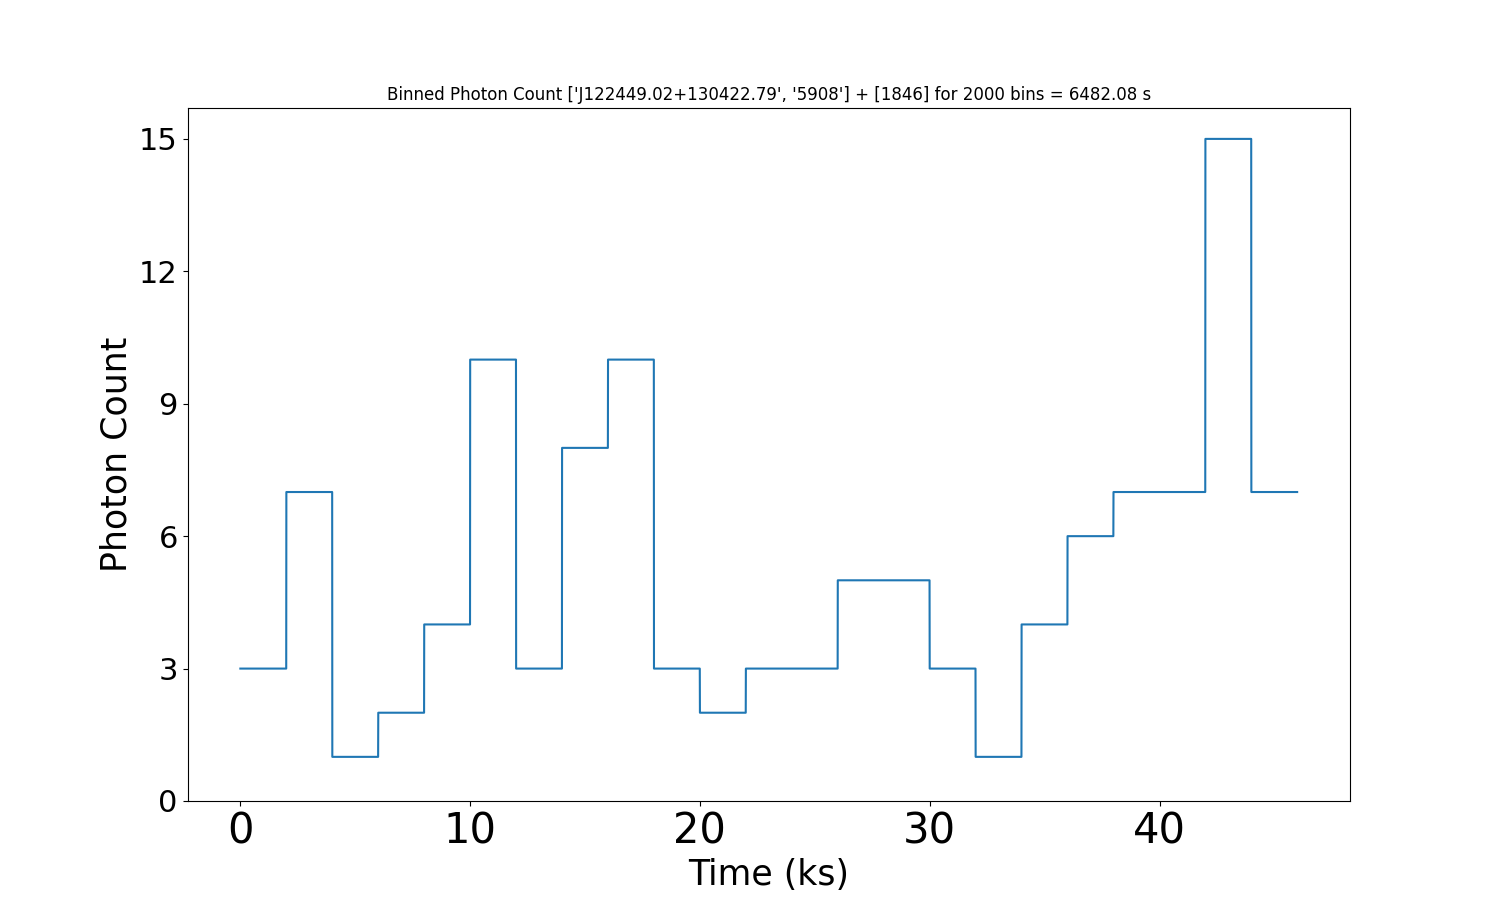 Binned Photon Count ['J122449.02+130422.79', '5908'] + [1846] for 2000 bins = 6482.08 s
15
12
9
6
3
0
Photon Count
0 10 20 30 40
Time (ks)